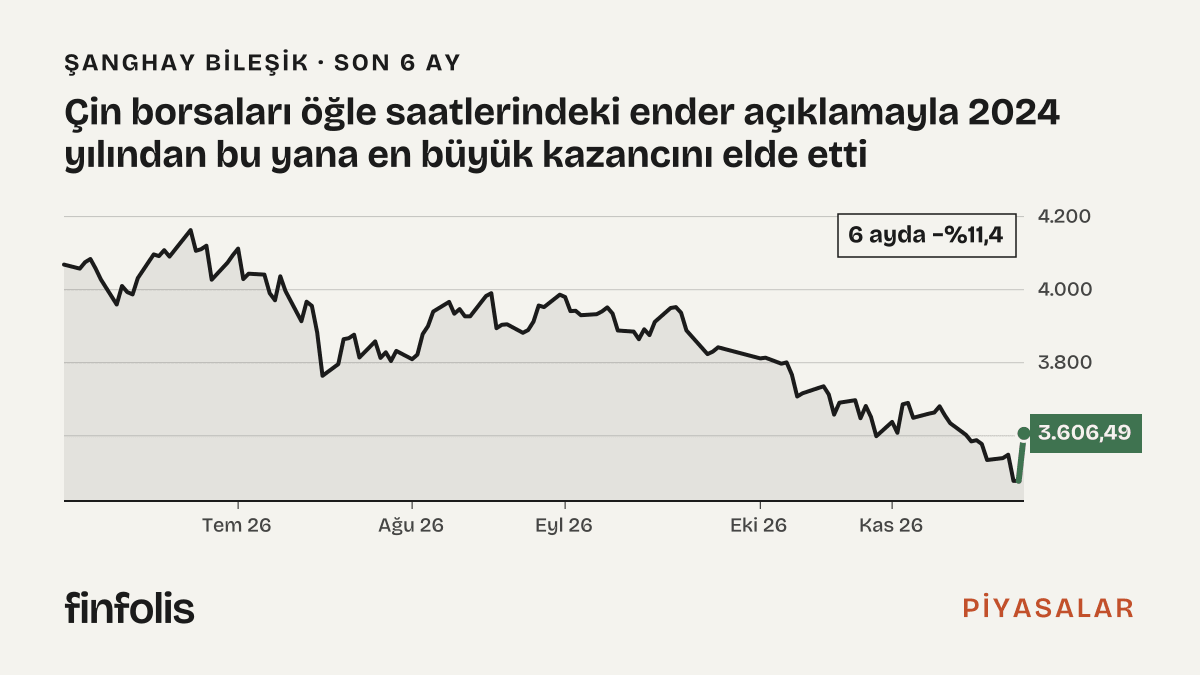 ŞANGHAY BİLEŞİK · SON 6 AY
Çin borsaları öğle saatlerindeki ender açıklamayla 2024
yılından bu yana en büyük kazancını elde etti
6 ayda −%11,4
4.200
4.000
3.800
3.606,49
Tem 26 Ağu 26 Eyl 26 Eki 26 Kas 26
finfolis
PİYASALAR